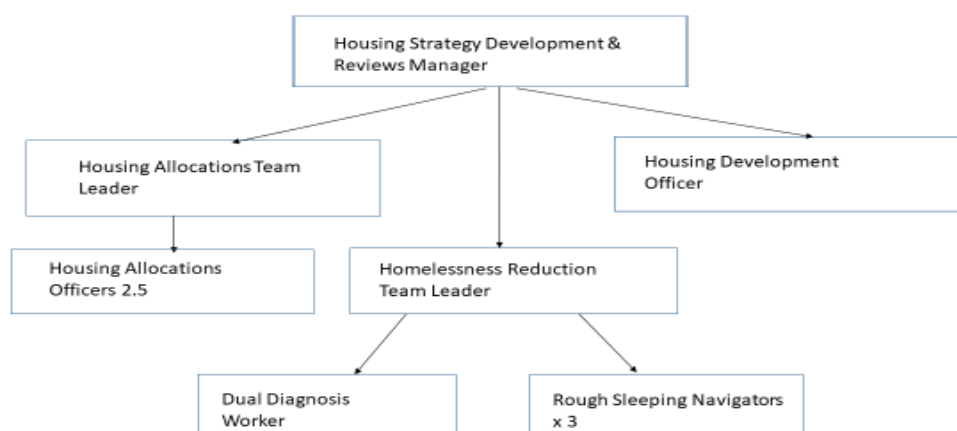 Housing Strategy Development &
Reviews Manager
Housing Allocations Team
Leader
Housing Development
Officer
Housing Allocations
Officers 2.5
Homelessness Reduction
Team Leader
Dual Diagnosis
Worker
Rough Sleeping Navigators
x 3